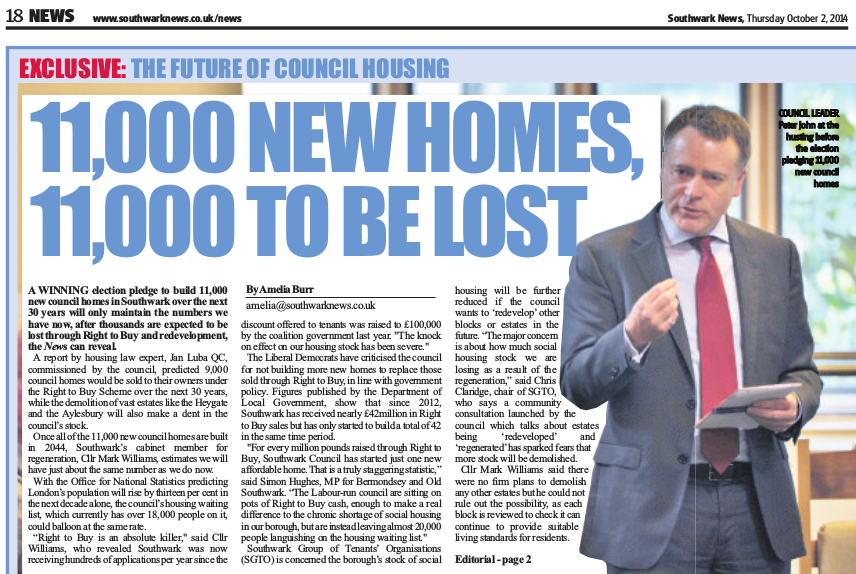 18 NEWS www.southwarknews.co.uk/news
Southwark News, Thursday October 2, 2014
EXCLUSIVE: THE FUTURE OF COUNCIL HOUSING
11,000 NEW HOMES,
11,000 TO BE LOST
COUNCIL LEADER
Peter John at the
husting before
the election
pledging 11,000
new council
homes
A WINNING election pledge to build 11,000
new council homes in Southwark over the next
30 years will only maintain the numbers we
have now, after thousands are expected to be
lost through Right to Buy and redevelopment,
the News can reveal.
A report by housing law expert, Jan Luba QC,
commissioned by the council, predicted 9,000
council homes would be sold to their owners under
the Right to Buy Scheme over the next 30 years,
while the demolition of vast estates like the Heygate
and the Aylesbury will also make a dent in the
council's stock.
Once all of the 11,000 new council homes are built
in 2044, Southwark's cabinet member for
regeneration, Cllr Mark Williams, estimates we will
have just about the same number as we do now.
With the Office for National Statistics predicting
London's population will rise by thirteen per cent in
the next decade alone, the council's housing waiting
list, which currently has over 18,000 people on it,
could balloon at the same rate.
"Right to Buy is an absolute killer," said Cllr
Williams, who revealed Southwark was now
receiving hundreds of applications per year since the
By Amelia Burr
amelia@southwarknews.co.uk
discount offered to tenants was raised to £100,000
by the coalition government last year. "The knock
on effect on our housing stock has been severe."
The Liberal Democrats have criticised the council
for not building more new homes to replace those
sold through Right to Buy, in line with government
policy. Figures published by the Department of
Local Government, show that since 2012,
Southwark has received nearly £42million in Right
to Buy sales but has only started to build a total of 42
in the same time period.
"For every million pounds raised through Right to
Buy, Southwark Council has started just one new
affordable home. That is a truly staggering statistic,"
said Simon Hughes, MP for Bermondsey and Old
Southwark. "The Labour-run council are sitting on
pots of Right to Buy cash, enough to make a real
difference to the chronic shortage of social housing
in our borough, but are instead leaving almost 20,000
people languishing on the housing waiting list."
Southwark Group of Tenants' Organisations
(SGTO) is concerned the borough's stock of social
housing will be further
reduced if the council
wants to 'redevelop' other
blocks or estates in the
future. "The major concern
is about how much social
housing stock we are
losing as a result of the
regeneration," said Chris
Claridge, chair of SGTO,
who says a community
consultation launched by the
council which talks about estates
being 'redeveloped' and
'regenerated' has sparked fears that
more stock will be demolished.
Cllr Mark Williams said there
were no firm plans to demolish
any other estates but he could not
rule out the possibility, as each
block is reviewed to check it can
continue to provide suitable
living standards for residents.
Editorial - page 2